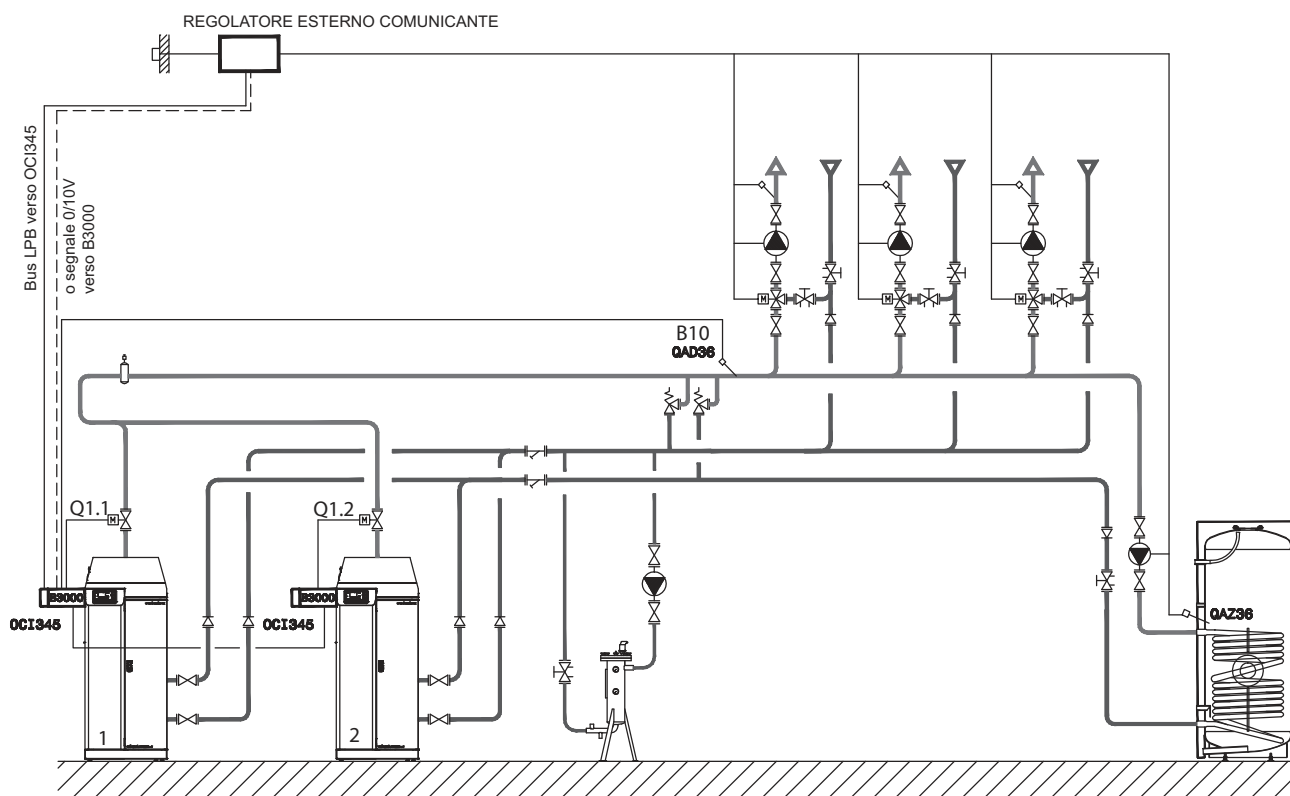 REGOLATORE ESTERNO COMUNICANTE
Bus LPB verso OCI345
o segnale 0/10V
verso B3000
B10
QAD36
Q1.1
M
Q1.2
M
M
M
M
B3000
OCI345
B3000
OCI345
QAZ36
1
2